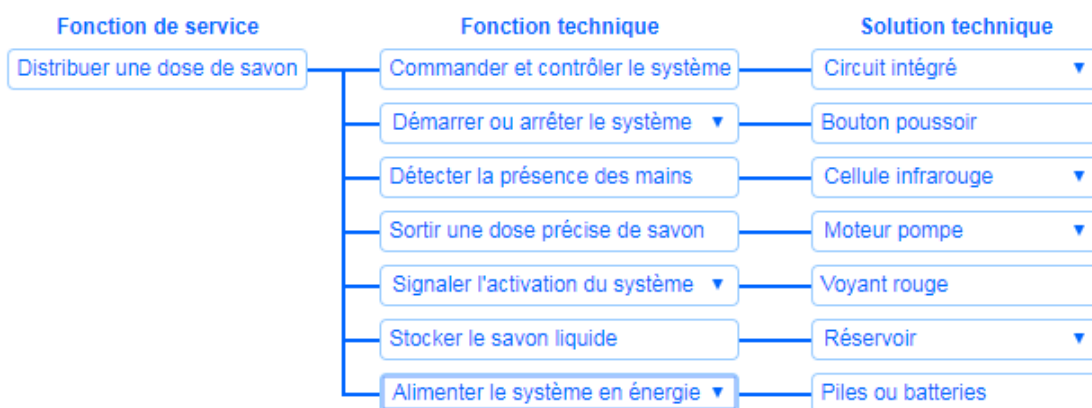 Fonction de service Fonction technique Solution technique
Distribuer une dose de savon Commander et contrôler le système Circuit intégré
Démarrer ou arrêter le système Bouton poussoir
Détecter la présence des mains Cellule infrarouge
Sortir une dose précise de savon Moteur pompe
Signaler l'activation du système Voyant rouge
Stocker le savon liquide Réservoir
Alimenter le système en énergie Piles ou batteries